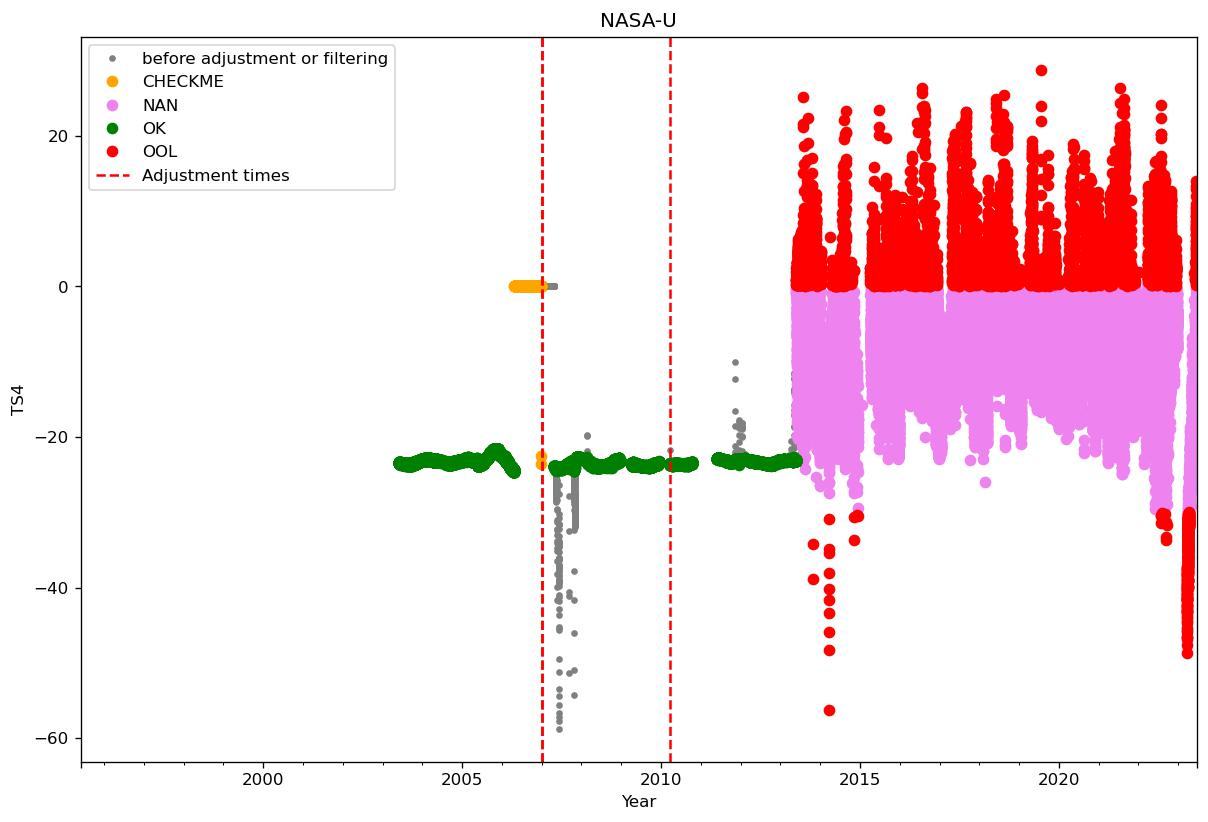 NASA-U
before adjustment or filtering
CHECKME
NAN
OK
OOL
Adjustment times
TS4
20
0
−20
−40
−60
2000 2005 2010 2015 2020
Year